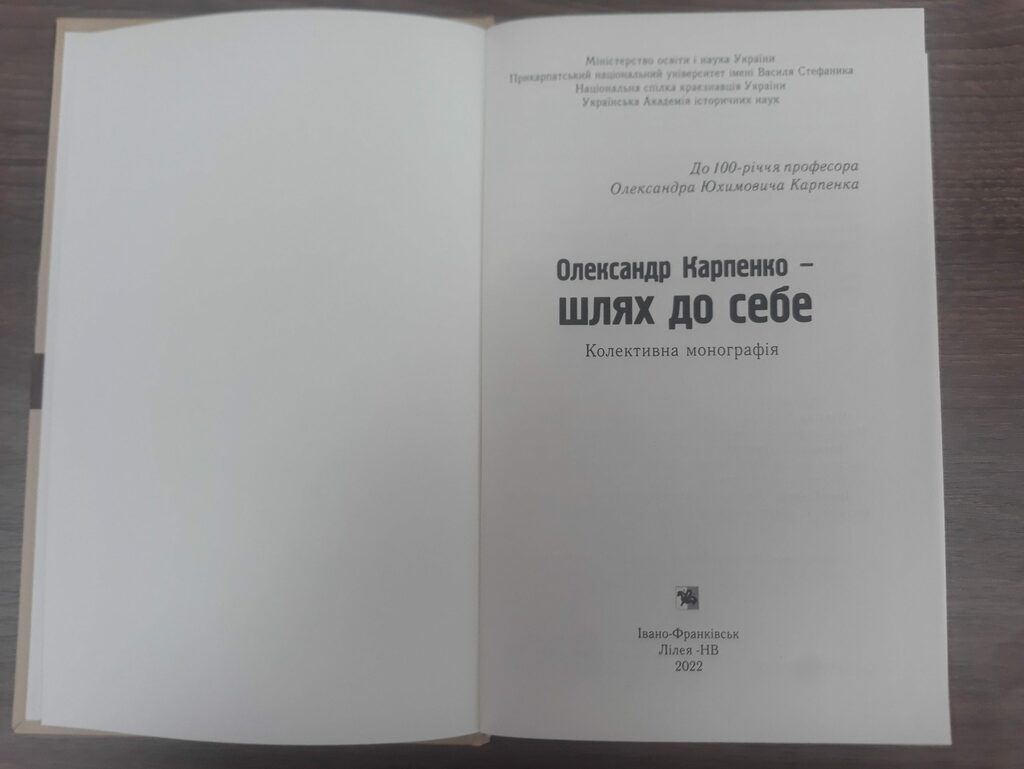 Міністерство освіти і наука України
Прикарпатський національний університет імені Василя Стефаника
Національна спілка краєзнавців України
Українська Академія історичних наук
До 100-річчя професора
Олександра Юхимовича Карпенка
Олександр Карпенко –
шлях до себе
Колективна монографія
Івано-Франківськ
Лілея -НВ
2022